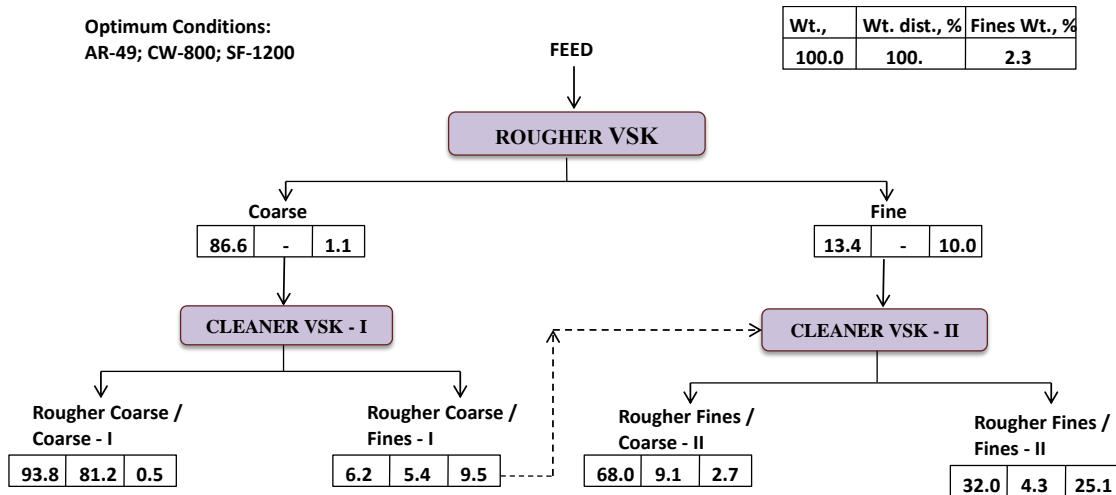 Optimum Conditions:
AR-49; CW-800; SF-1200
Wt., Wt. dist., % Fines Wt., %
100.0 100. 2.3
FEED
ROUGHER VSK
Coarse
86.6 - 1.1
Fine
13.4 - 10.0
CLEANER VSK - I
CLEANER VSK - II
Rougher Coarse /
Coarse - I
93.8 81.2 0.5
Rougher Coarse /
Fines - I
6.2 5.4 9.5
Rougher Fines /
Coarse - II
68.0 9.1 2.7
Rougher Fines /
Fines - II
32.0 4.3 25.1